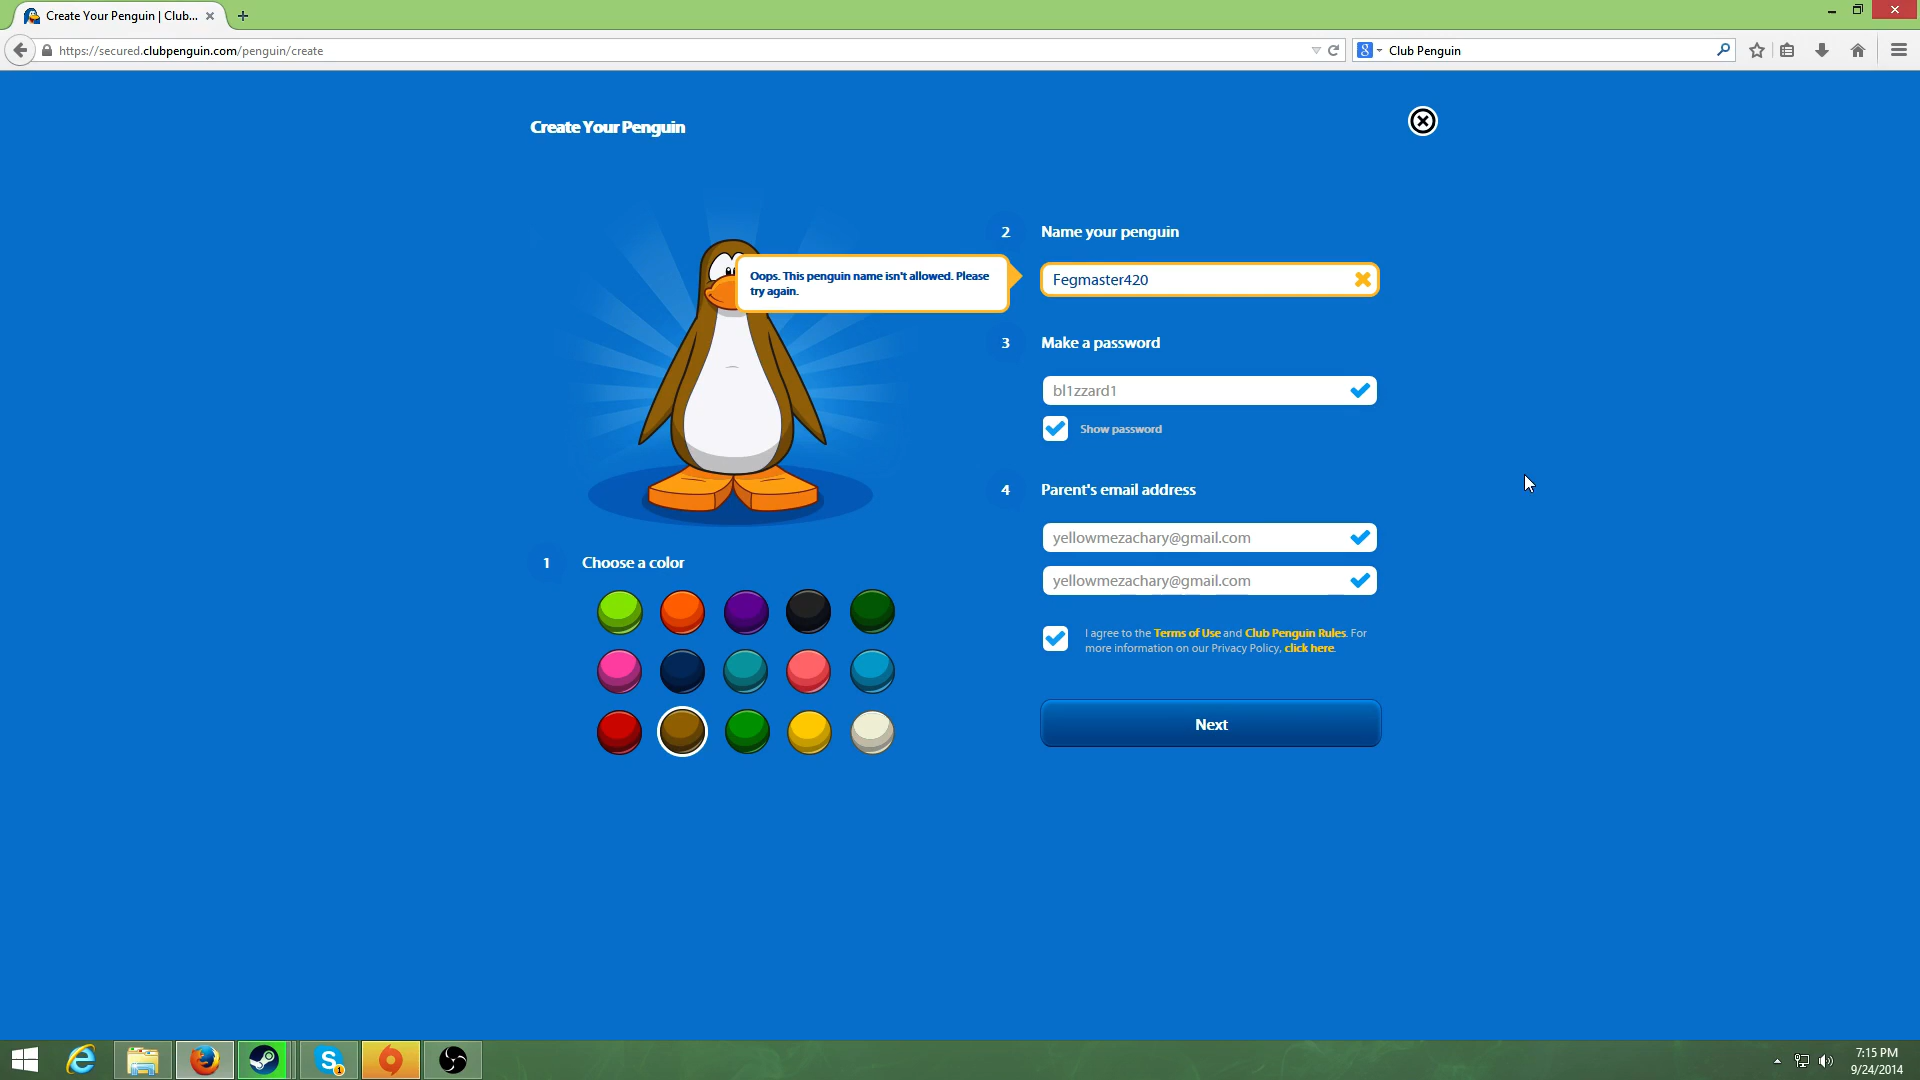 Create Your Penguin | Club...
https://secured.clubpenguin.com/penguin/create
Club Penguin
Create Your Penguin
2 Name your penguin
Oops. This penguin name isn't allowed. Please
try again.
Fegmaster420
3 Make a password
bl1zzard1
Show password
4 Parent's email address
yellowmezachary@gmail.com
yellowmezachary@gmail.com
1 Choose a color
I agree to the Terms of Use and Club Penguin Rules. For
more information on our Privacy Policy, click here.
Next
7:15 PM
9/24/2014